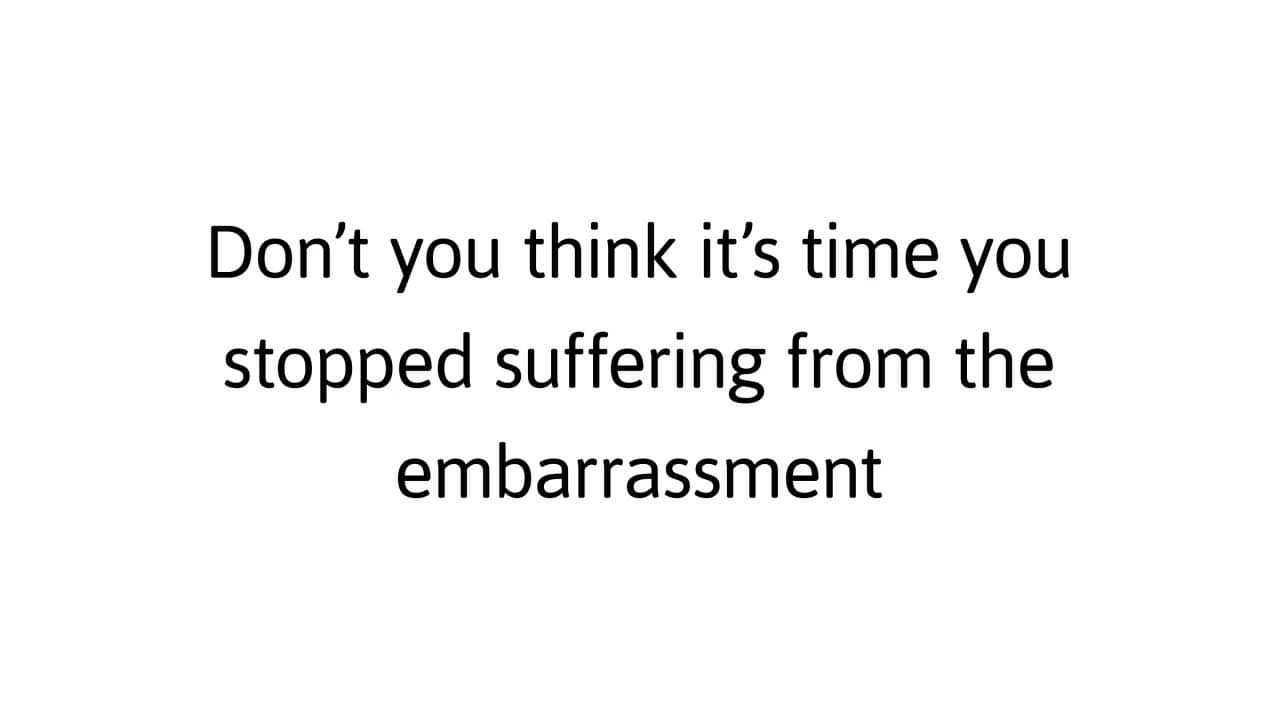 Don’t you think it’s time you
stopped suffering from the
embarrassment